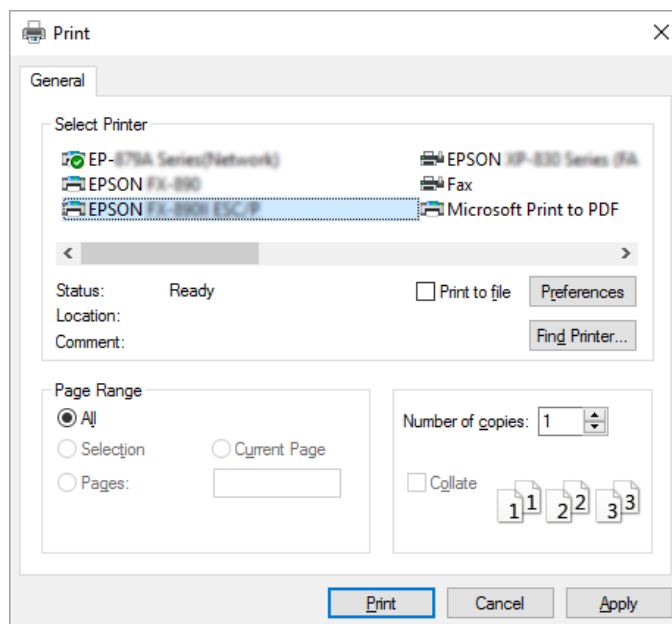 Print
General
Select Printer
EP-
EPSON
EPSON
EPSON
Fax
Microsoft Print to PDF
Status: Ready
Location:
Comment:
Print to file
Preferences
Find Printer...
Page Range
All
Selection
Current Page
Pages:
Number of copies: 1
Collate
1 1 2 2 3 3
Print
Cancel
Apply